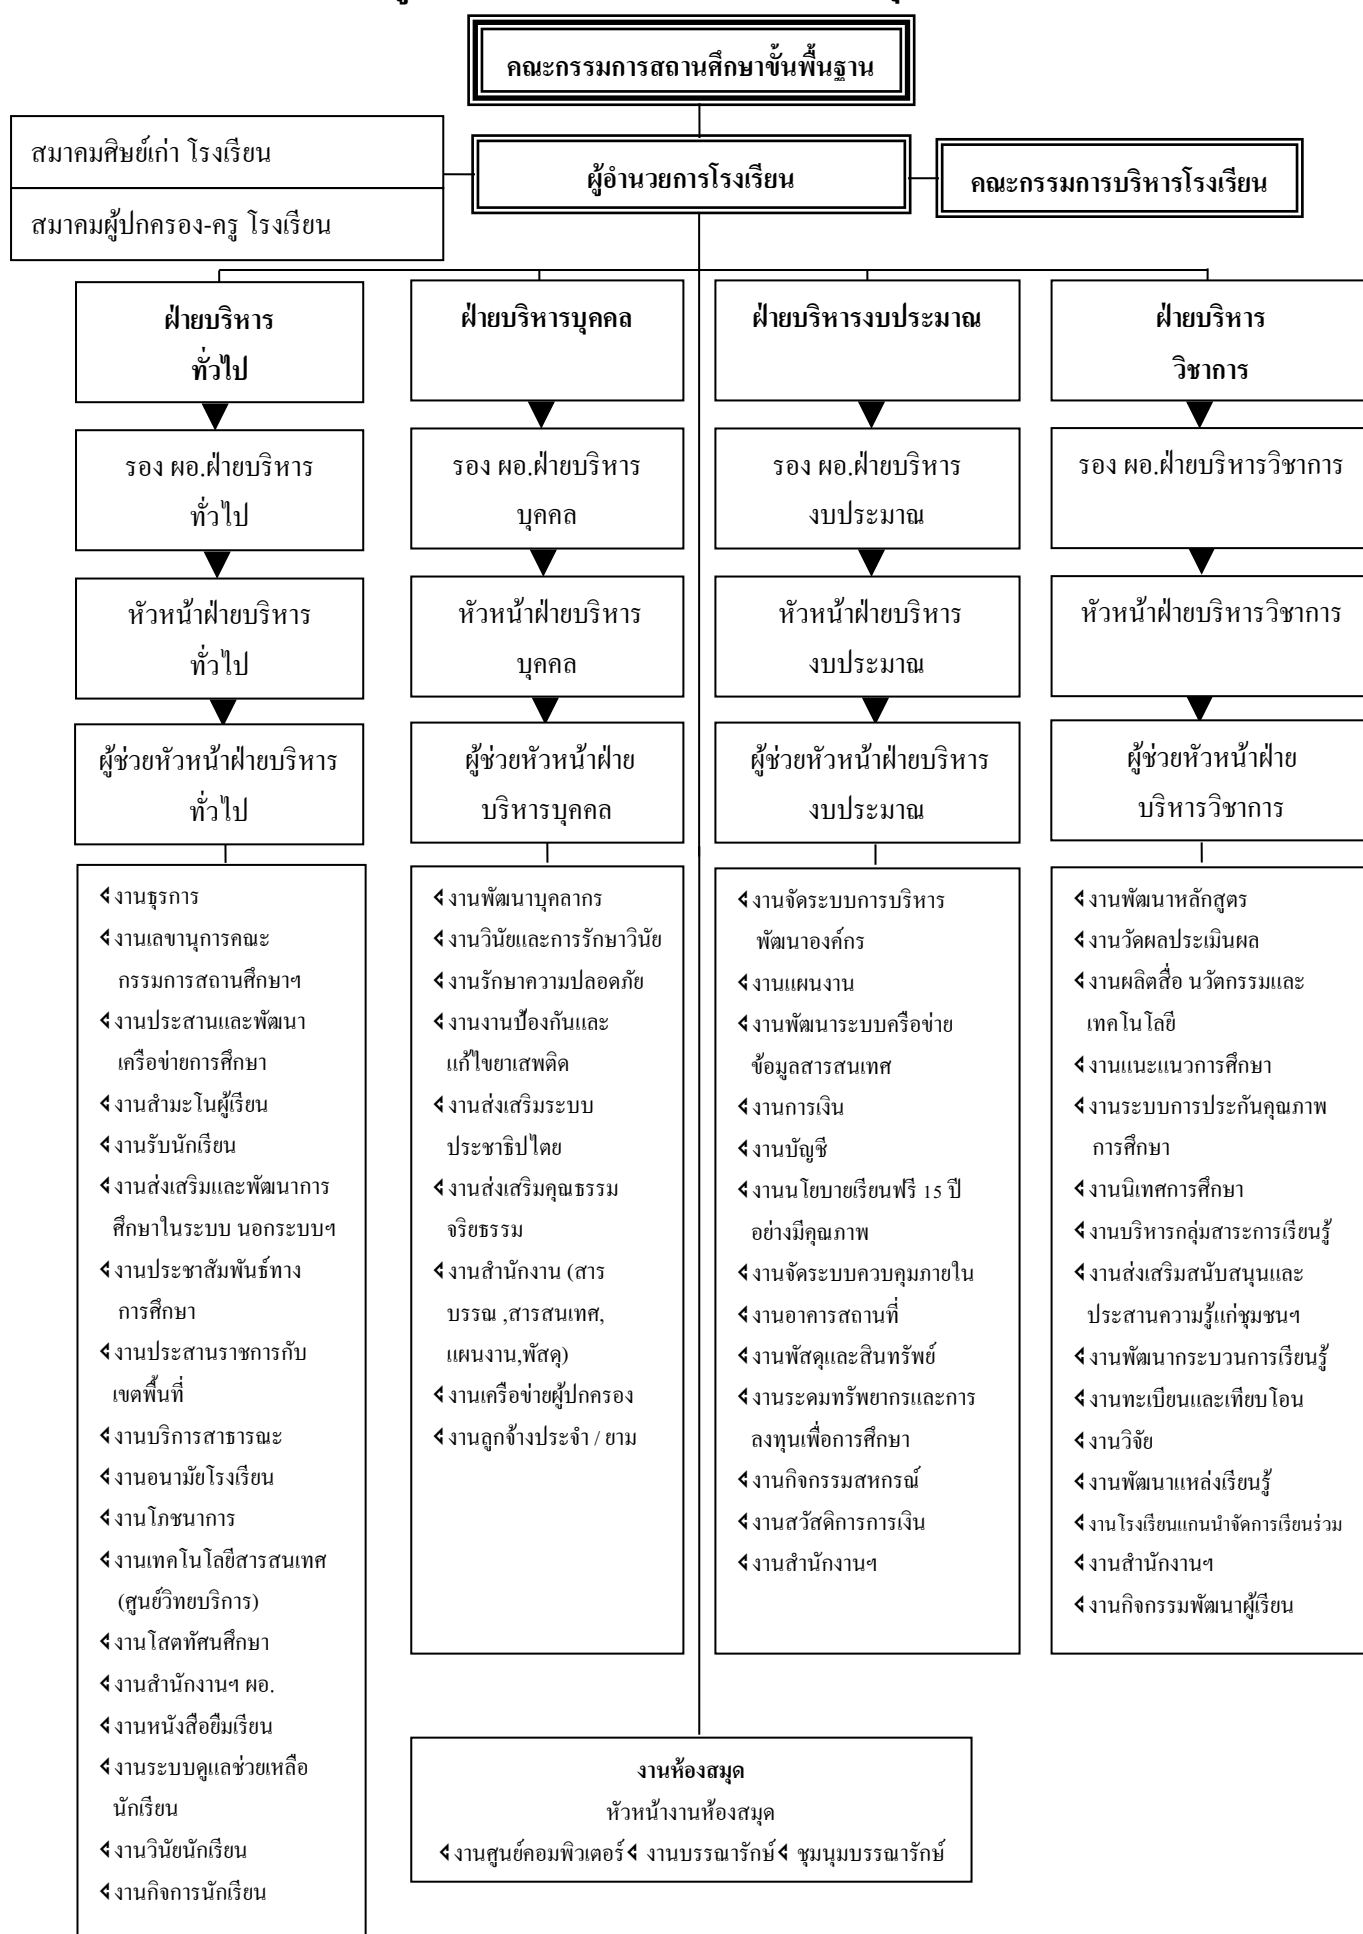 คณะกรรมการสถานศึกษาขั้นพื้นฐาน
สมาคมศิษย์เก่า โรงเรียน
สมาคมผู้ปกครอง-ครู โรงเรียน
ผู้อำนวยการโรงเรียน
คณะกรรมการบริหารโรงเรียน
ฝ่ายบริหาร
ทั่วไป
รอง ผอ.ฝ่ายบริหาร
ทั่วไป
หัวหน้าฝ่ายบริหาร
ทั่วไป
ผู้ช่วยหัวหน้าฝ่ายบริหาร
ทั่วไป
งานธุรการ
งานเลขานุการคณะ
กรรมการสถานศึกษาฯ
งานประสานและพัฒนา
เครือข่ายการศึกษา
งานสำมะโนผู้เรียน
งานรับนักเรียน
งานส่งเสริมและพัฒนาการ
ศึกษาในระบบ นอกระบบฯ
งานประชาสัมพันธ์ทาง
การศึกษา
งานประสานราชการกับ
เขตพื้นที่
งานบริการสาธารณะ
งานอนามัยโรงเรียน
งานโภชนาการ
งานเทคโนโลยีสารสนเทศ
(ศูนย์วิทยบริการ)
งานโสตทัศนศึกษา
งานสำนักงานฯ ผอ.
งานหนังสือยืมเรียน
งานระบบดูแลช่วยเหลือ
นักเรียน
งานวินัยนักเรียน
งานกิจการนักเรียน
ฝ่ายบริหารบุคคล
รอง ผอ.ฝ่ายบริหาร
บุคคล
หัวหน้าฝ่ายบริหาร
บุคคล
ผู้ช่วยหัวหน้าฝ่าย
บริหารบุคคล
งานพัฒนาบุคลากร
งานวินัยและการรักษาวินัย
งานรักษาความปลอดภัย
งานงานป้องกันและ
แก้ไขยาเสพติด
งานส่งเสริมระบบ
ประชาธิปไตย
งานส่งเสริมคุณธรรม
จริยธรรม
งานสำนักงาน (สาร
บรรณ ,สารสนเทศ,
แผนงาน,พัสดุ)
งานเครือข่ายผู้ปกครอง
งานลูกจ้างประจำ / ยาม
ฝ่ายบริหารงบประมาณ
รอง ผอ.ฝ่ายบริหาร
งบประมาณ
หัวหน้าฝ่ายบริหาร
งบประมาณ
ผู้ช่วยหัวหน้าฝ่ายบริหาร
งบประมาณ
งานจัดระบบการบริหาร
พัฒนาองค์กร
งานแผนงาน
งานพัฒนาระบบครือข่าย
ข้อมูลสารสนเทศ
งานการเงิน
งานบัญชี
งานนโยบายเรียนฟรี 15 ปี
อย่างมีคุณภาพ
งานจัดระบบควบคุมภายใน
งานอาคารสถานที่
งานพัสดุและสินทรัพย์
งานระดมทรัพยากรและการ
ลงทุนเพื่อการศึกษา
งานกิจกรรมสหกรณ์
งานสวัสดิการการเงิน
งานสำนักงานฯ
ฝ่ายบริหาร
วิชาการ
รอง ผอ.ฝ่ายบริหารวิชาการ
หัวหน้าฝ่ายบริหารวิชาการ
ผู้ช่วยหัวหน้าฝ่าย
บริหารวิชาการ
งานพัฒนาหลักสูตร
งานวัดผลประเมินผล
งานผลิตสื่อ นวัตกรรมและ
เทคโนโลยี
งานแนะแนวการศึกษา
งานระบบการประกันคุณภาพ
การศึกษา
งานนิเทศการศึกษา
งานบริหารกลุ่มสาระการเรียนรู้
งานส่งเสริมสนับสนุนและ
ประสานความรู้แก่ชุมชนฯ
งานพัฒนากระบวนการเรียนรู้
งานทะเบียนและเทียบโอน
งานวิจัย
งานพัฒนาแหล่งเรียนรู้
งานโรงเรียนแกนนำจัดการเรียนร่วม
งานสำนักงานฯ
งานกิจกรรมพัฒนาผู้เรียน
งานห้องสมุด
หัวหน้างานห้องสมุด
งานศูนย์คอมพิวเตอร์ งานบรรณารักษ์ ชุมนุมบรรณารักษ์